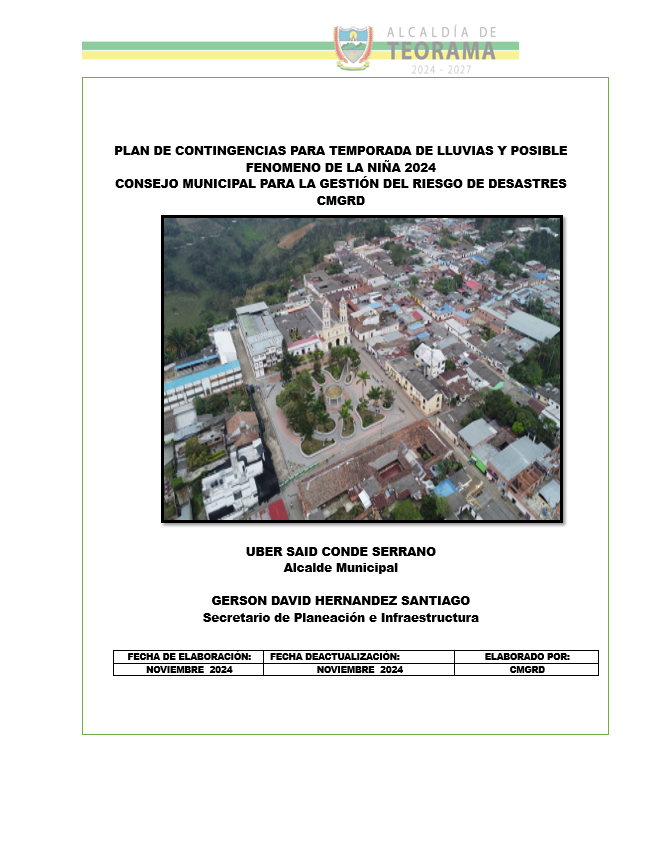 ALCALDÍA DE
TEORAMA
2024 - 2027
PLAN DE CONTINGENCIAS PARA TEMPORADA DE LLUVIAS Y POSIBLE
FENOMENO DE LA NIÑA 2024
CONSEJO MUNICIPAL PARA LA GESTIÓN DEL RIESGO DE DESASTRES
CMGRD
UBER SAID CONDE SERRANO
Alcalde Municipal
GERSON DAVID HERNANDEZ SANTIAGO
Secretario de Planeación e Infraestructura
FECHA DE ELABORACIÓN: FECHA DEACTUALIZACIÓN: ELABORADO POR:
NOVIEMBRE 2024 NOVIEMBRE 2024 CMGRD